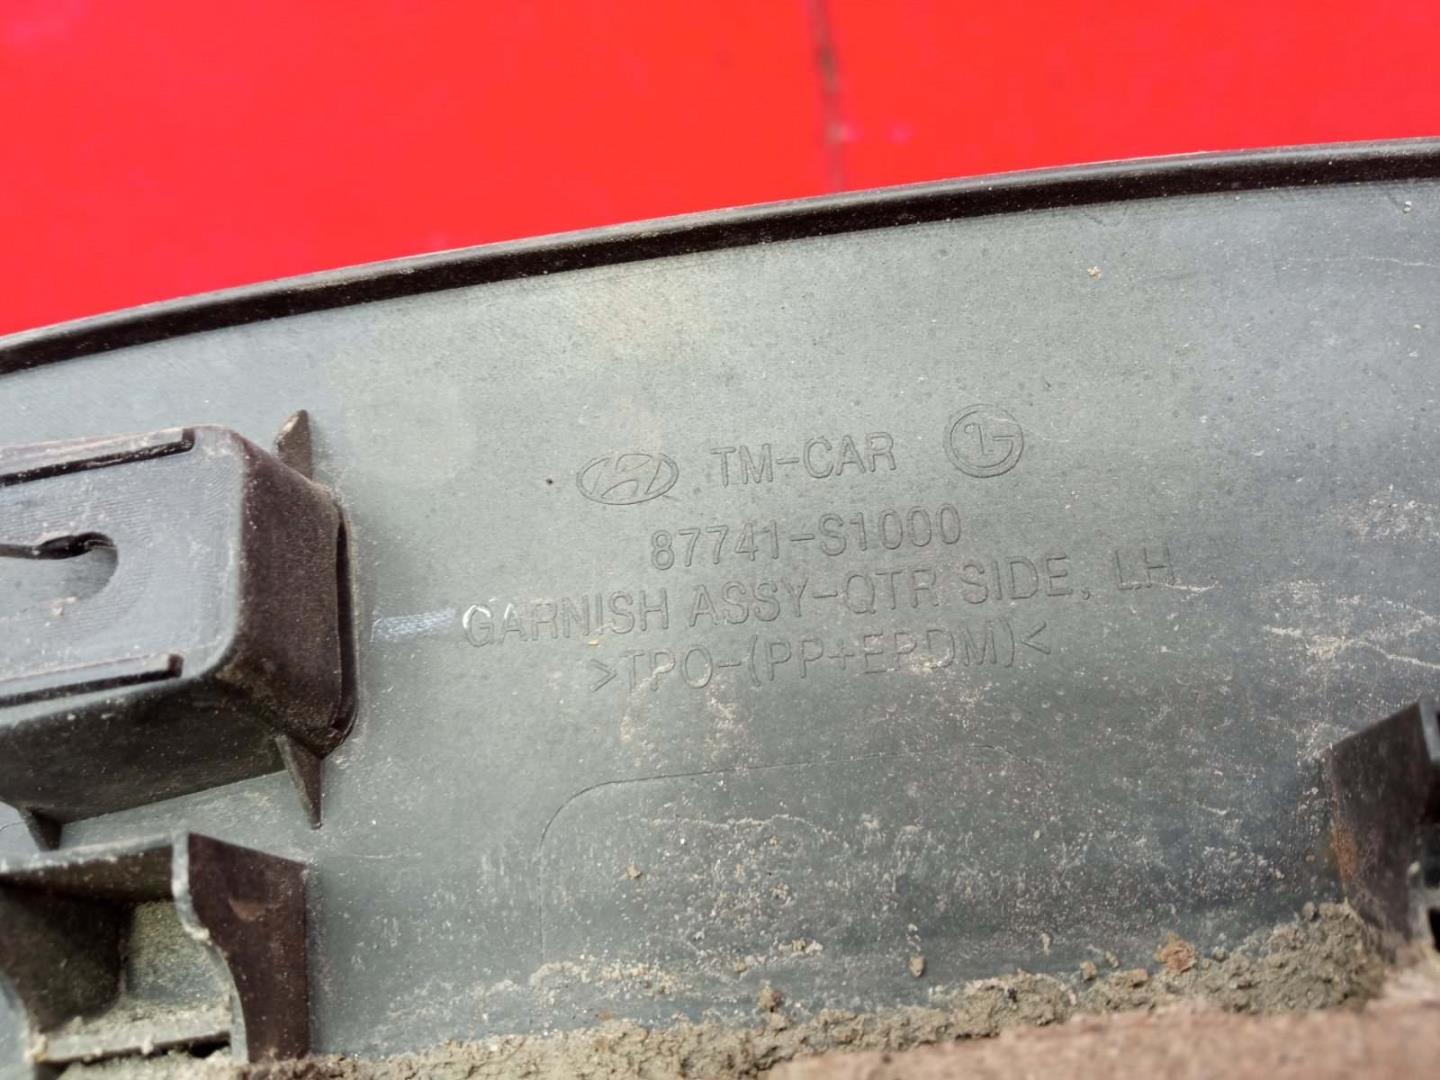 TM-CAR LG
87741-S1000
GARNISH ASSY-QTR SIDE, LH
>TPO-(PP+EPDM)<